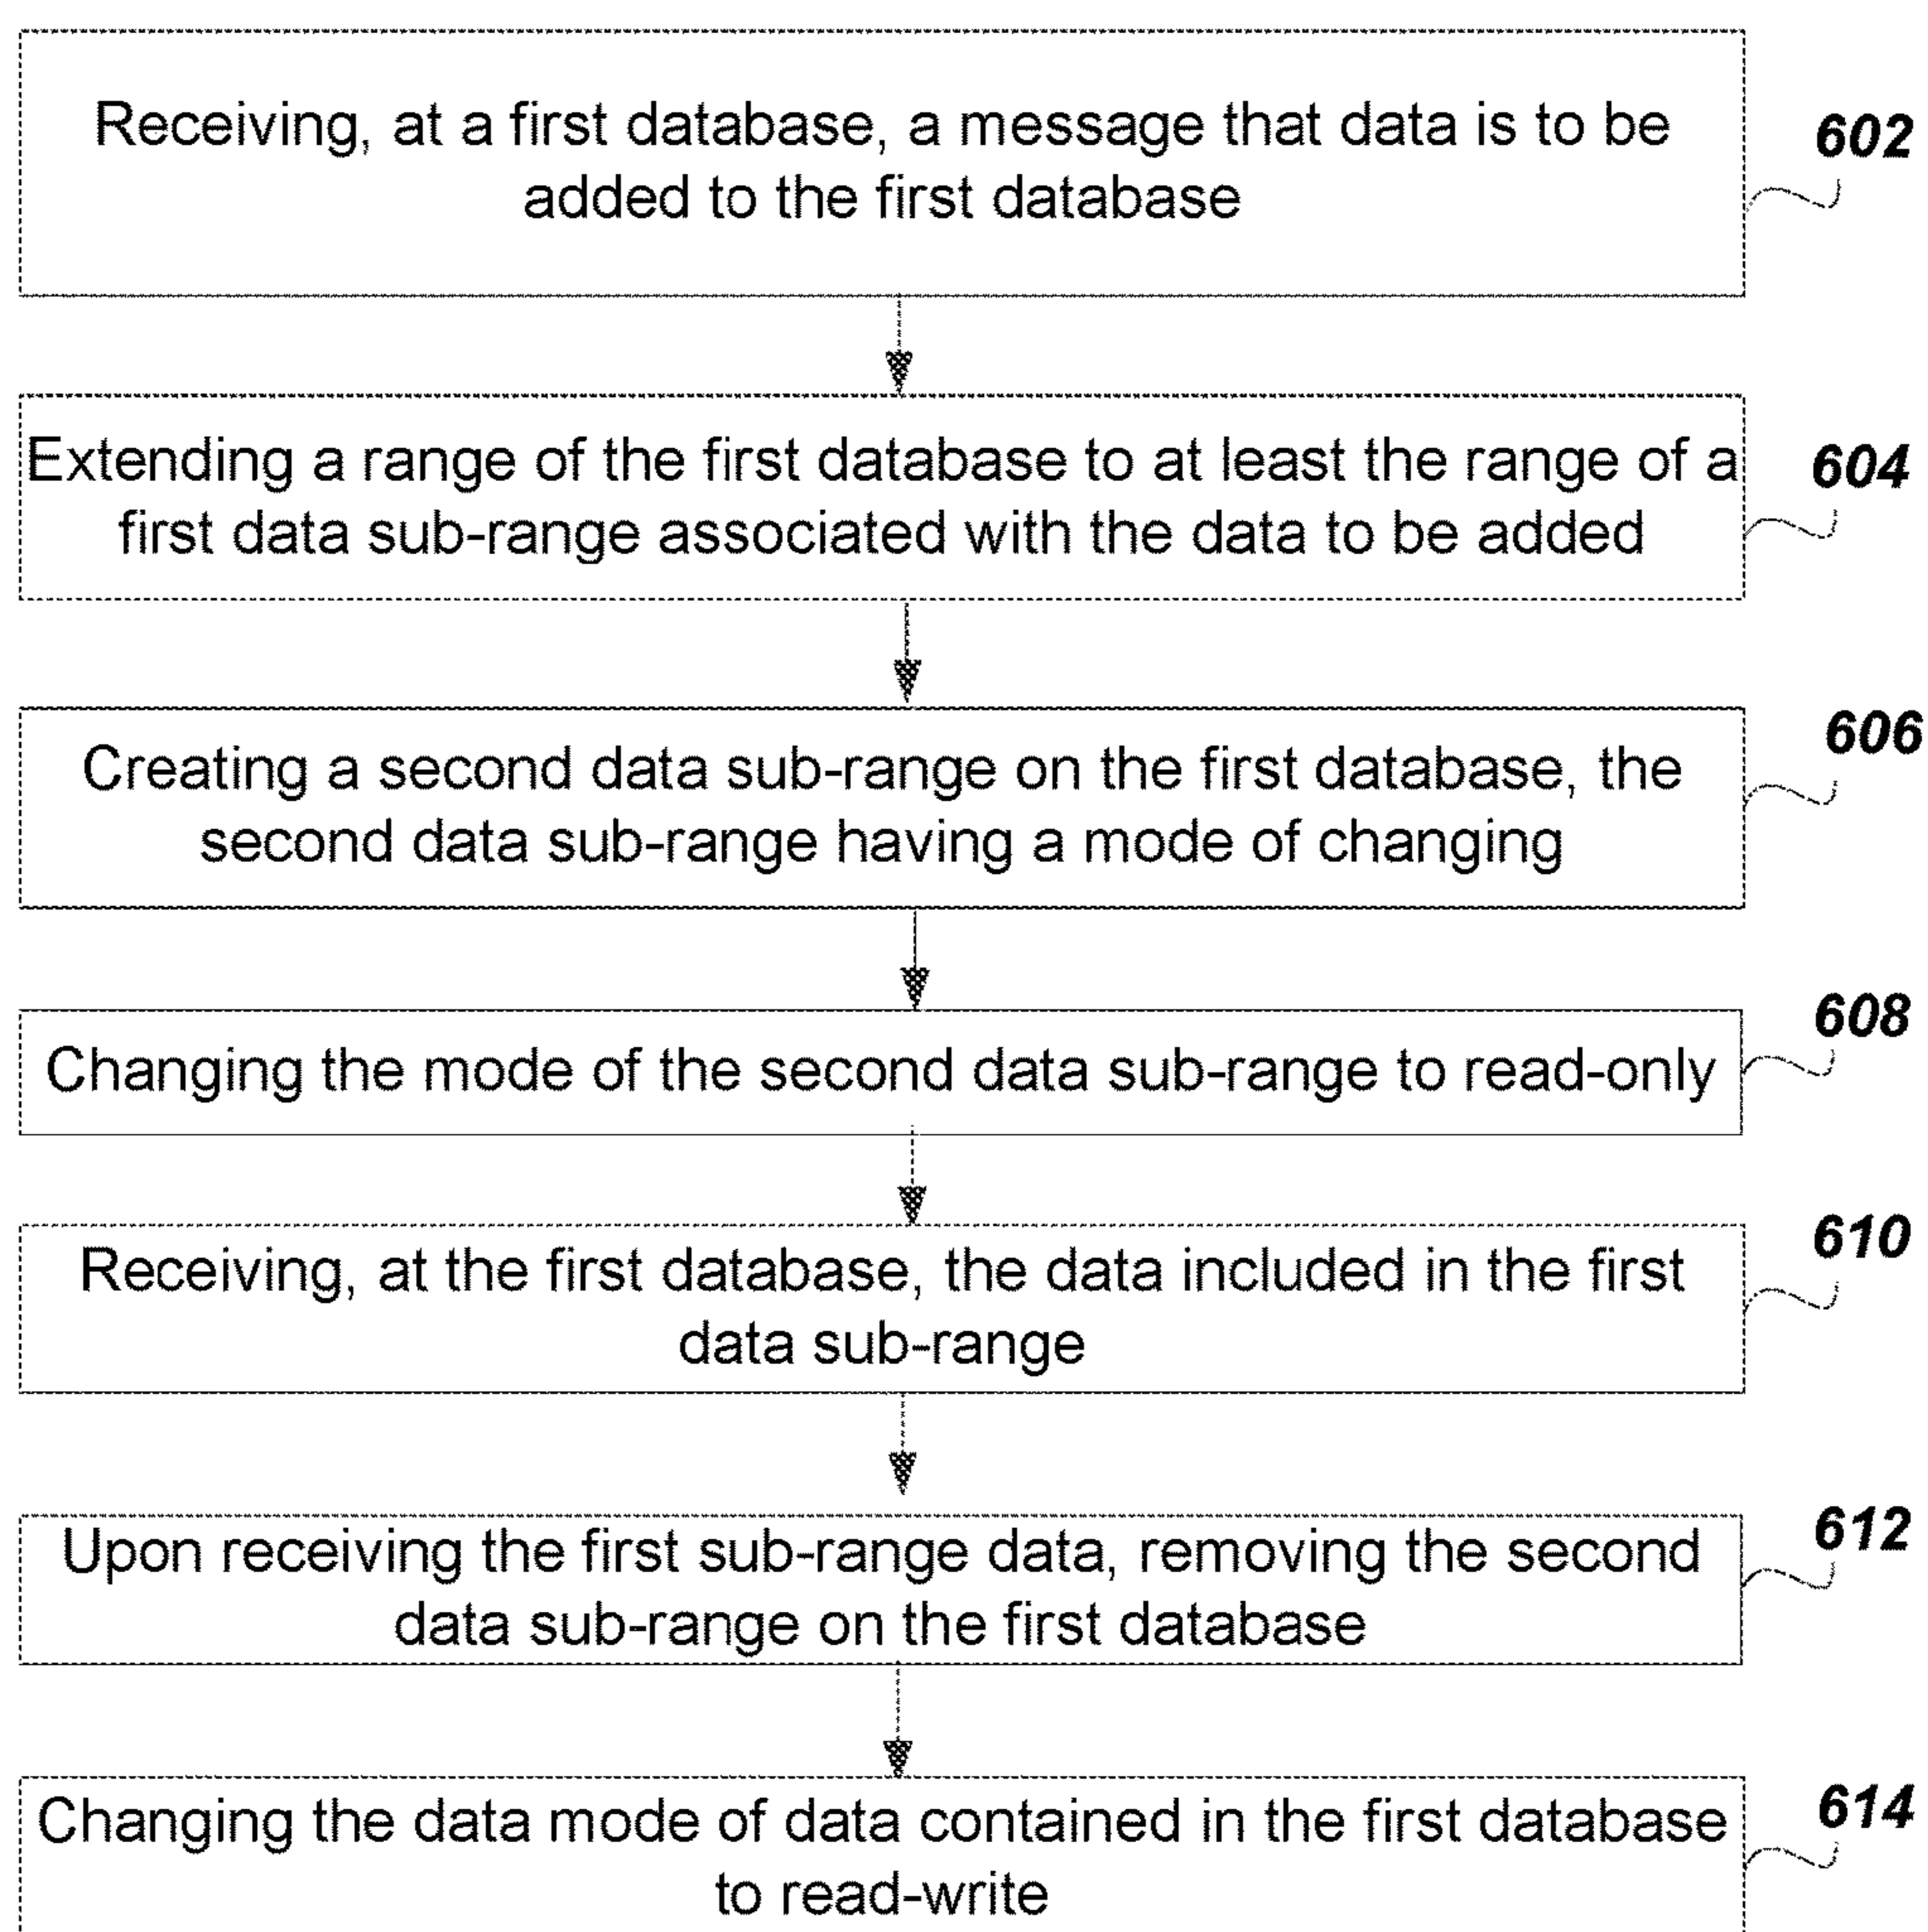 Receiving, at a first database, a message that data is to be
added to the first database
602
Extending a range of the first database to at least the range of a
first data sub-range associated with the data to be added
604
Creating a second data sub-range on the first database, the
second data sub-range having a mode of changing
606
Changing the mode of the second data sub-range to read-only
608
Receiving, at the first database, the data included in the first
data sub-range
610
Upon receiving the first sub-range data, removing the second
data sub-range on the first database
612
Changing the data mode of data contained in the first database
to read-write
614